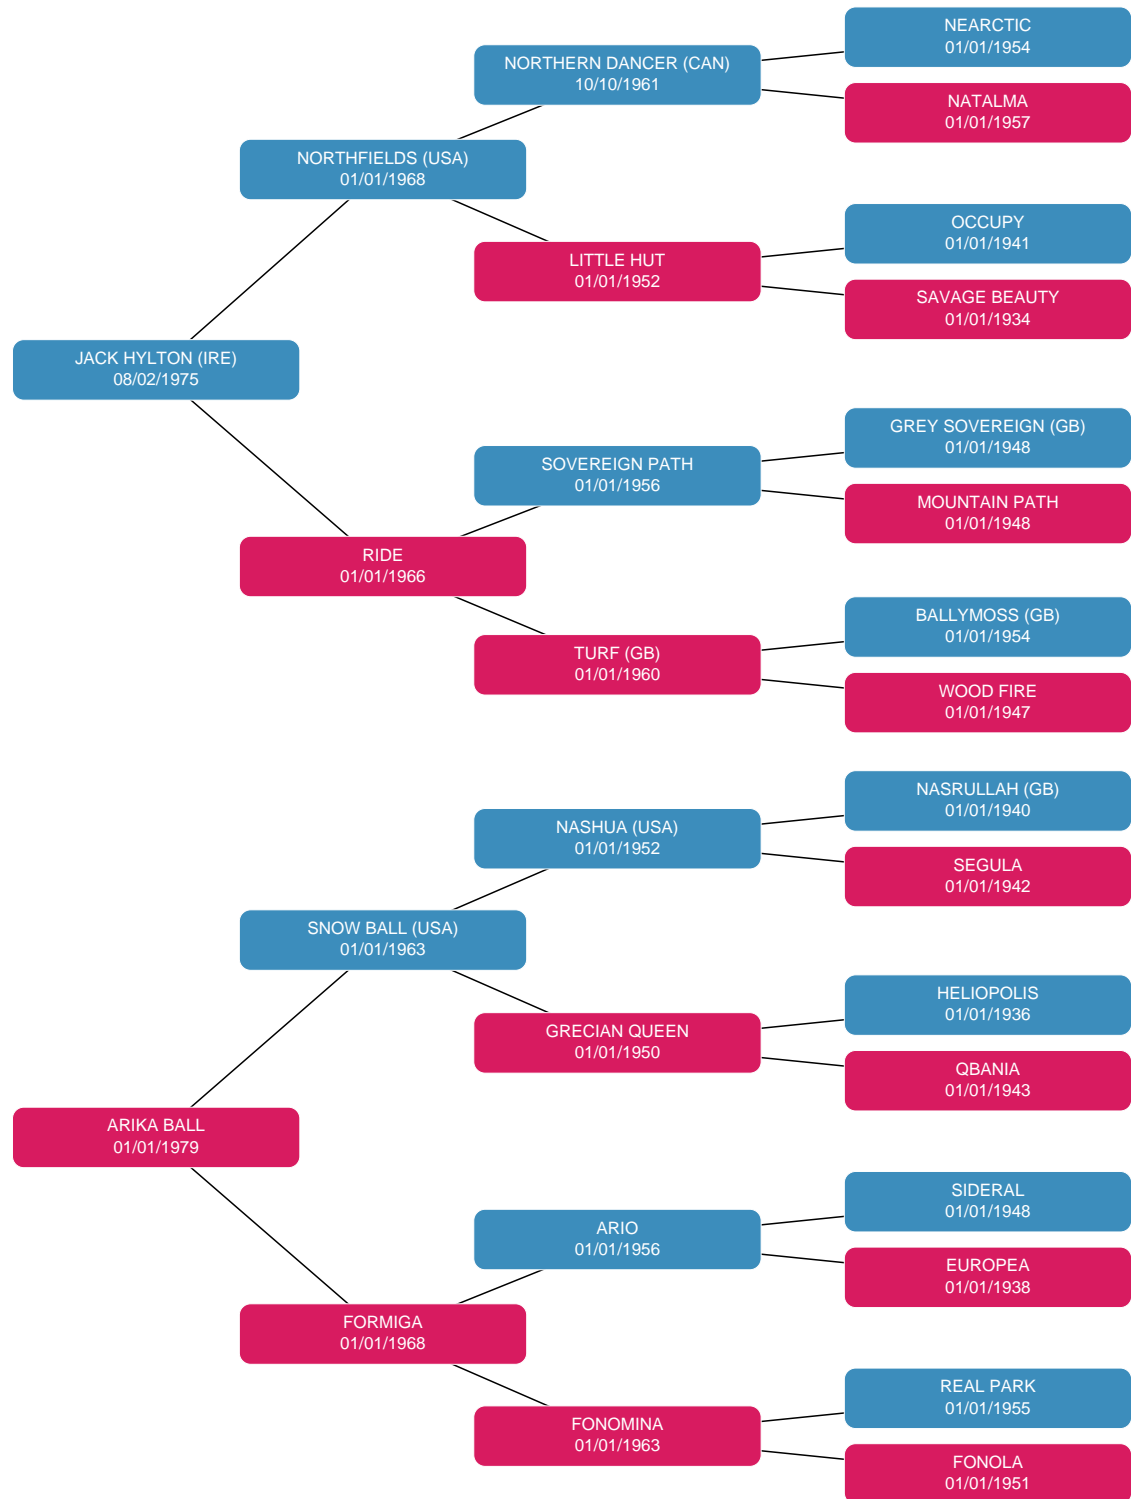 NEARCTIC
01/01/1954
NORTHERN DANCER (CAN)
10/10/1961
NATALMA
01/01/1957
NORTHFIELDS (USA)
01/01/1968
OCCUPY
01/01/1941
LITTLE HUT
01/01/1952
SAVAGE BEAUTY
01/01/1934
JACK HYLTON (IRE)
08/02/1975
GREY SOVEREIGN (GB)
01/01/1948
SOVEREIGN PATH
01/01/1956
MOUNTAIN PATH
01/01/1948
RIDE
01/01/1966
BALLYMOSS (GB)
01/01/1954
TURF (GB)
01/01/1960
WOOD FIRE
01/01/1947
NASRULLAH (GB)
01/01/1940
NASHUA (USA)
01/01/1952
SEGULA
01/01/1942
SNOW BALL (USA)
01/01/1963
HELIOPOLIS
01/01/1936
GRECIAN QUEEN
01/01/1950
QBANIA
01/01/1943
ARIKA BALL
01/01/1979
SIDERAL
01/01/1948
ARIO
01/01/1956
EUROPEA
01/01/1938
FORMIGA
01/01/1968
REAL PARK
01/01/1955
FONOMINA
01/01/1963
FONOLA
01/01/1951